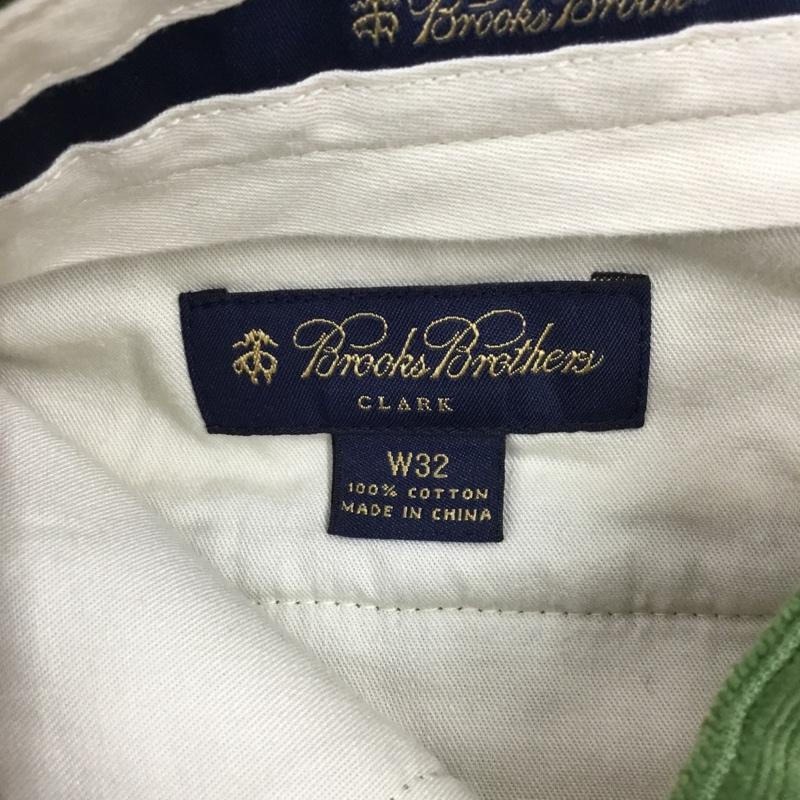 Brooks Brothers
Brooks Brothers
CLARK
W32
100% COTTON
MADE IN CHINA